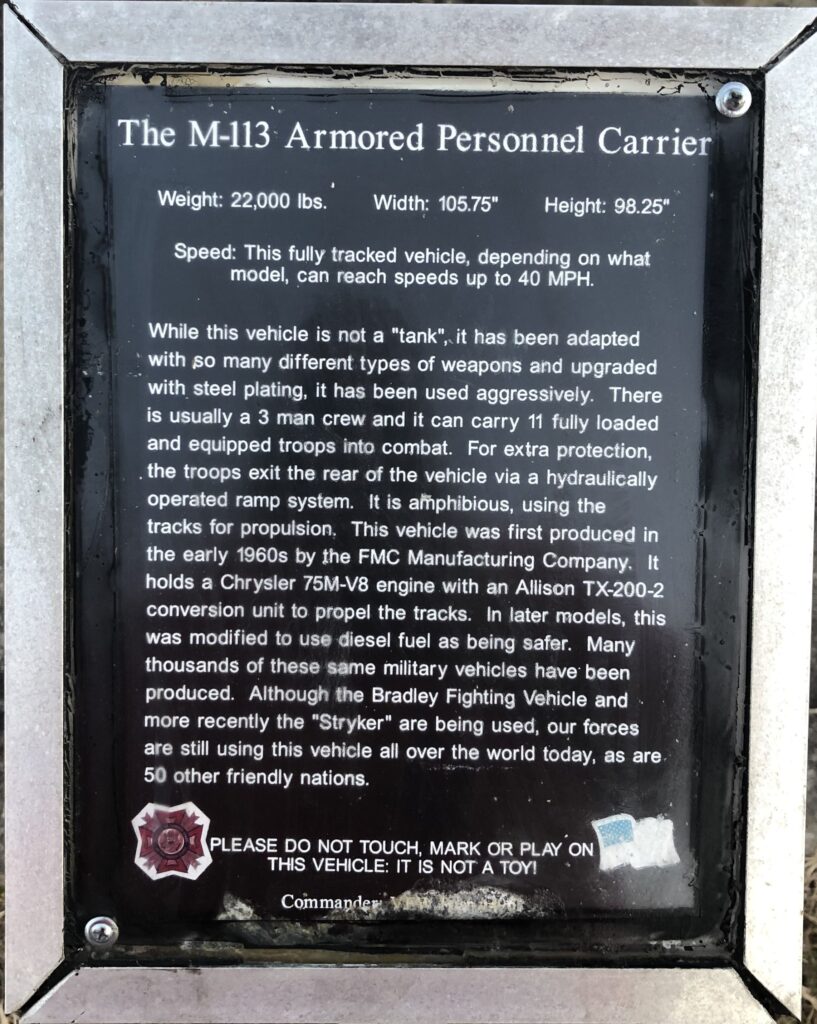 The M-113 Armored Personnel Carrier
Weight: 22,000 lbs. Width: 105.75" Height: 98.25"
Speed: This fully tracked vehicle, depending on what
model, can reach speeds up to 40 MPH.
While this vehicle is not a "tank", it has been adapted
with so many different types of weapons and upgraded
with steel plating, it has been used aggressively. There
is usually a 3 man crew and it can carry 11 fully loaded
and equipped troops into combat. For extra protection,
the troops exit the rear of the vehicle via a hydraulically
operated ramp system. It is amphibious, using the
tracks for propulsion. This vehicle was first produced in
the early 1960s by the FMC Manufacturing Company. It
holds a Chrysler 75M-V8 engine with an Allison TX-200-2
conversion unit to propel the tracks. In later models, this
was modified to use diesel fuel as being safer. Many
thousands of these same military vehicles have been
produced. Although the Bradley Fighting Vehicle and
more recently the "Stryker" are being used, our forces
are still using this vehicle all over the world today, as are
50 other friendly nations.
PLEASE DO NOT TOUCH, MARK OR PLAY ON
THIS VEHICLE: IT IS NOT A TOY!
Commander